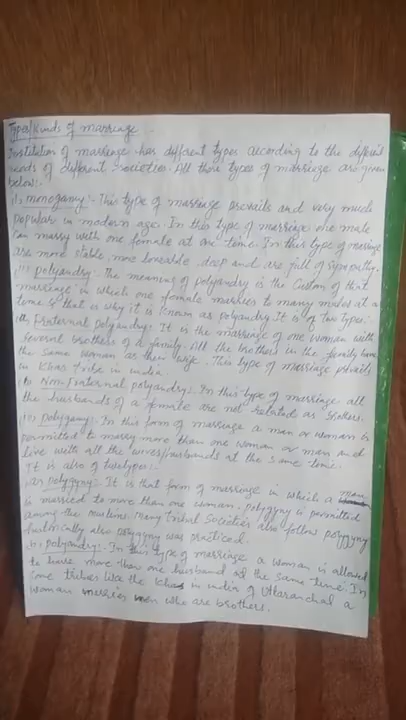 Types/Kinds of marriage :-
Institution of marriage has different types according to the different
needs of different societies. All those types of marriage are given
below:-
(i) monogamy:- This type of marriage prevails and very much
popular in modern age. In this type of marriage one male
can marry with one female at one time. In this type of marriage
are more stable, more loveable, deep and are full of sympathy.
(ii) polyandry:- The meaning of polyandry is the custom of that
marriage in which one female marries to many males at a
time & that is why it is known as polyandry It is of two types:-
(a) Fraternal polyandry:- It is the marriage of one woman with
several brothers of a family. All the brothers in the family have
the same woman as their wife. This type of marriage prevails
in Khas tribe in india.
(b) Non-Fraternal polyandry:- In this type of marriage all
the husbands of a female are not related as brothers.
polygamy:- In this form of marriage a man or woman is
permitted to marry more than one woman or man and
live with all the wives/husbands at the same time.
It is also of two types:-
(a) polygyny:- It is that form of marriage in which a man
is married to more than one woman. polygyny is permitted
among the muslims. Many tribal societies also follow polygyny
also polygyny was practiced.
(b) polyandry:- In this type of marriage a woman is allowed
to have more than one husband at the same time. In
some tribes like the Khas in india of Uttaranchal a
woman marries men who are brothers.